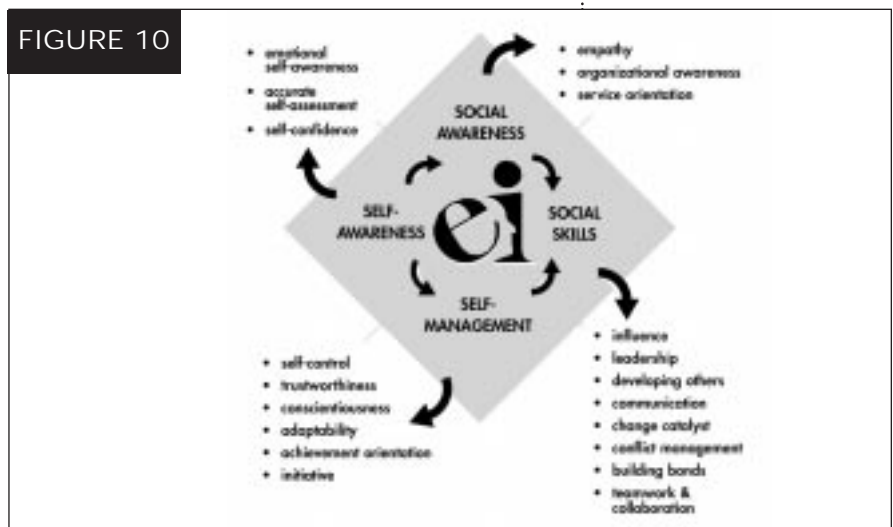 FIGURE 10
• emotional
self-awareness
• accurate
self-assessment
• self-confidence
• empathy
• organizational awareness
• service orientation
SOCIAL
AWARENESS
SELF-
AWARENESS
ei
SOCIAL
SKILLS
SELF-
MANAGEMENT
• self-control
• trustworthiness
• conscientiousness
• adaptability
• achievement orientation
• initiative
• influence
• leadership
• developing others
• communication
• change catalyst
• conflict management
• building bonds
• teamwork &
collaboration